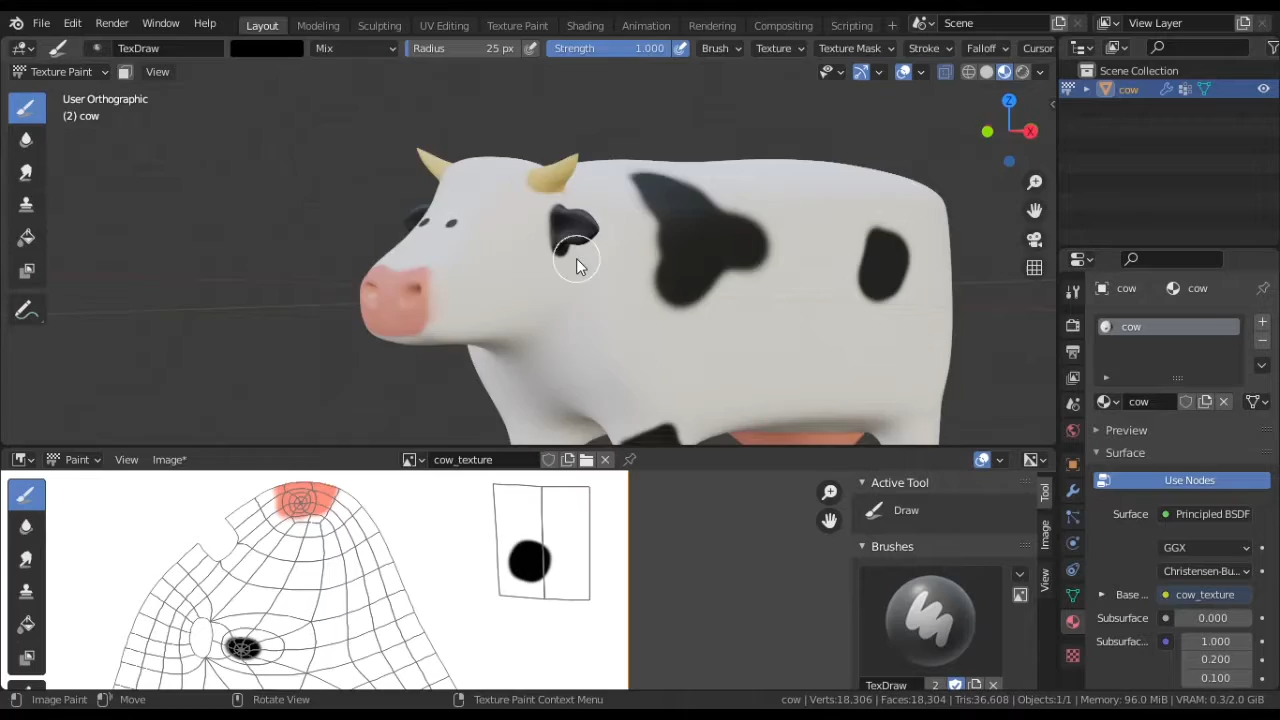 File Edit Render Window Help Layout Modeling Sculpting UV Editing Texture Paint Shading Animation Rendering Compositing Scripting + Scene View Layer
TexDraw Mix Radius 25 px Strength 1.000 Brush Texture Texture Mask Stroke Falloff Cursor
Texture Paint View
Scene Collection
cow
User Orthographic
(2) cow
Z
X
cow cow
cow
cow
Preview
Surface
Use Nodes
Surface Principled BSDF
GGX
Christensen-Bu..
Base ... cow_texture
Subsurface 0.000
Subsurfac.. 1.000
0.200
0.100
Paint View Image* cow_texture
Active Tool
Draw
Brushes
TexDraw 2
Tool
Image
View
Image Paint Move Rotate View Texture Paint Context Menu cow | Verts:18,306 | Faces:18,304 | Tris:36,608 | Objects:1/1 | Memory: 96.0 MiB | VRAM: 0.3/2.0 GiB